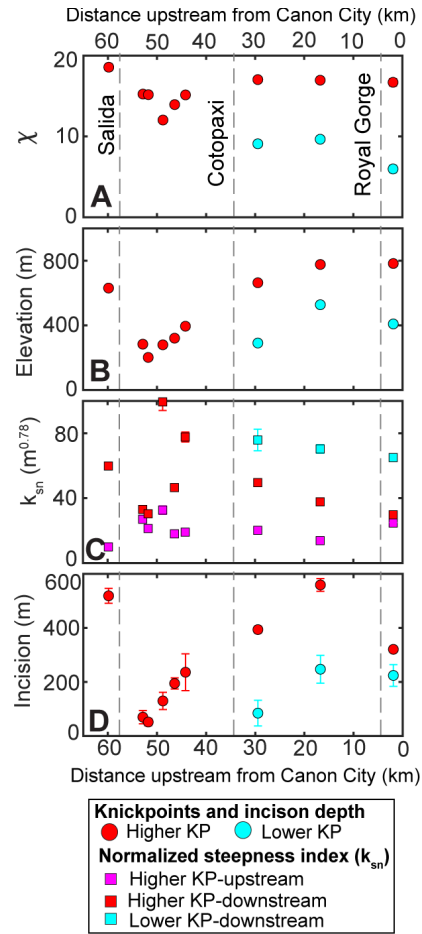 Distance upstream from Canon City (km)
60 50 40 30 20 10 0
20
10
0
χ
A
Salida
Cotopaxi
Royal Gorge
800
400
0
Elevation (m)
B
80
40
0
ksn (m0.78)
C
600
400
200
0
Incision (m)
D
60 50 40 30 20 10 0
Distance upstream from Canon City (km)
Knickpoints and incison depth
Higher KP Lower KP
Normalized steepness index (ksn)
Higher KP-upstream
Higher KP-downstream
Lower KP-downstream